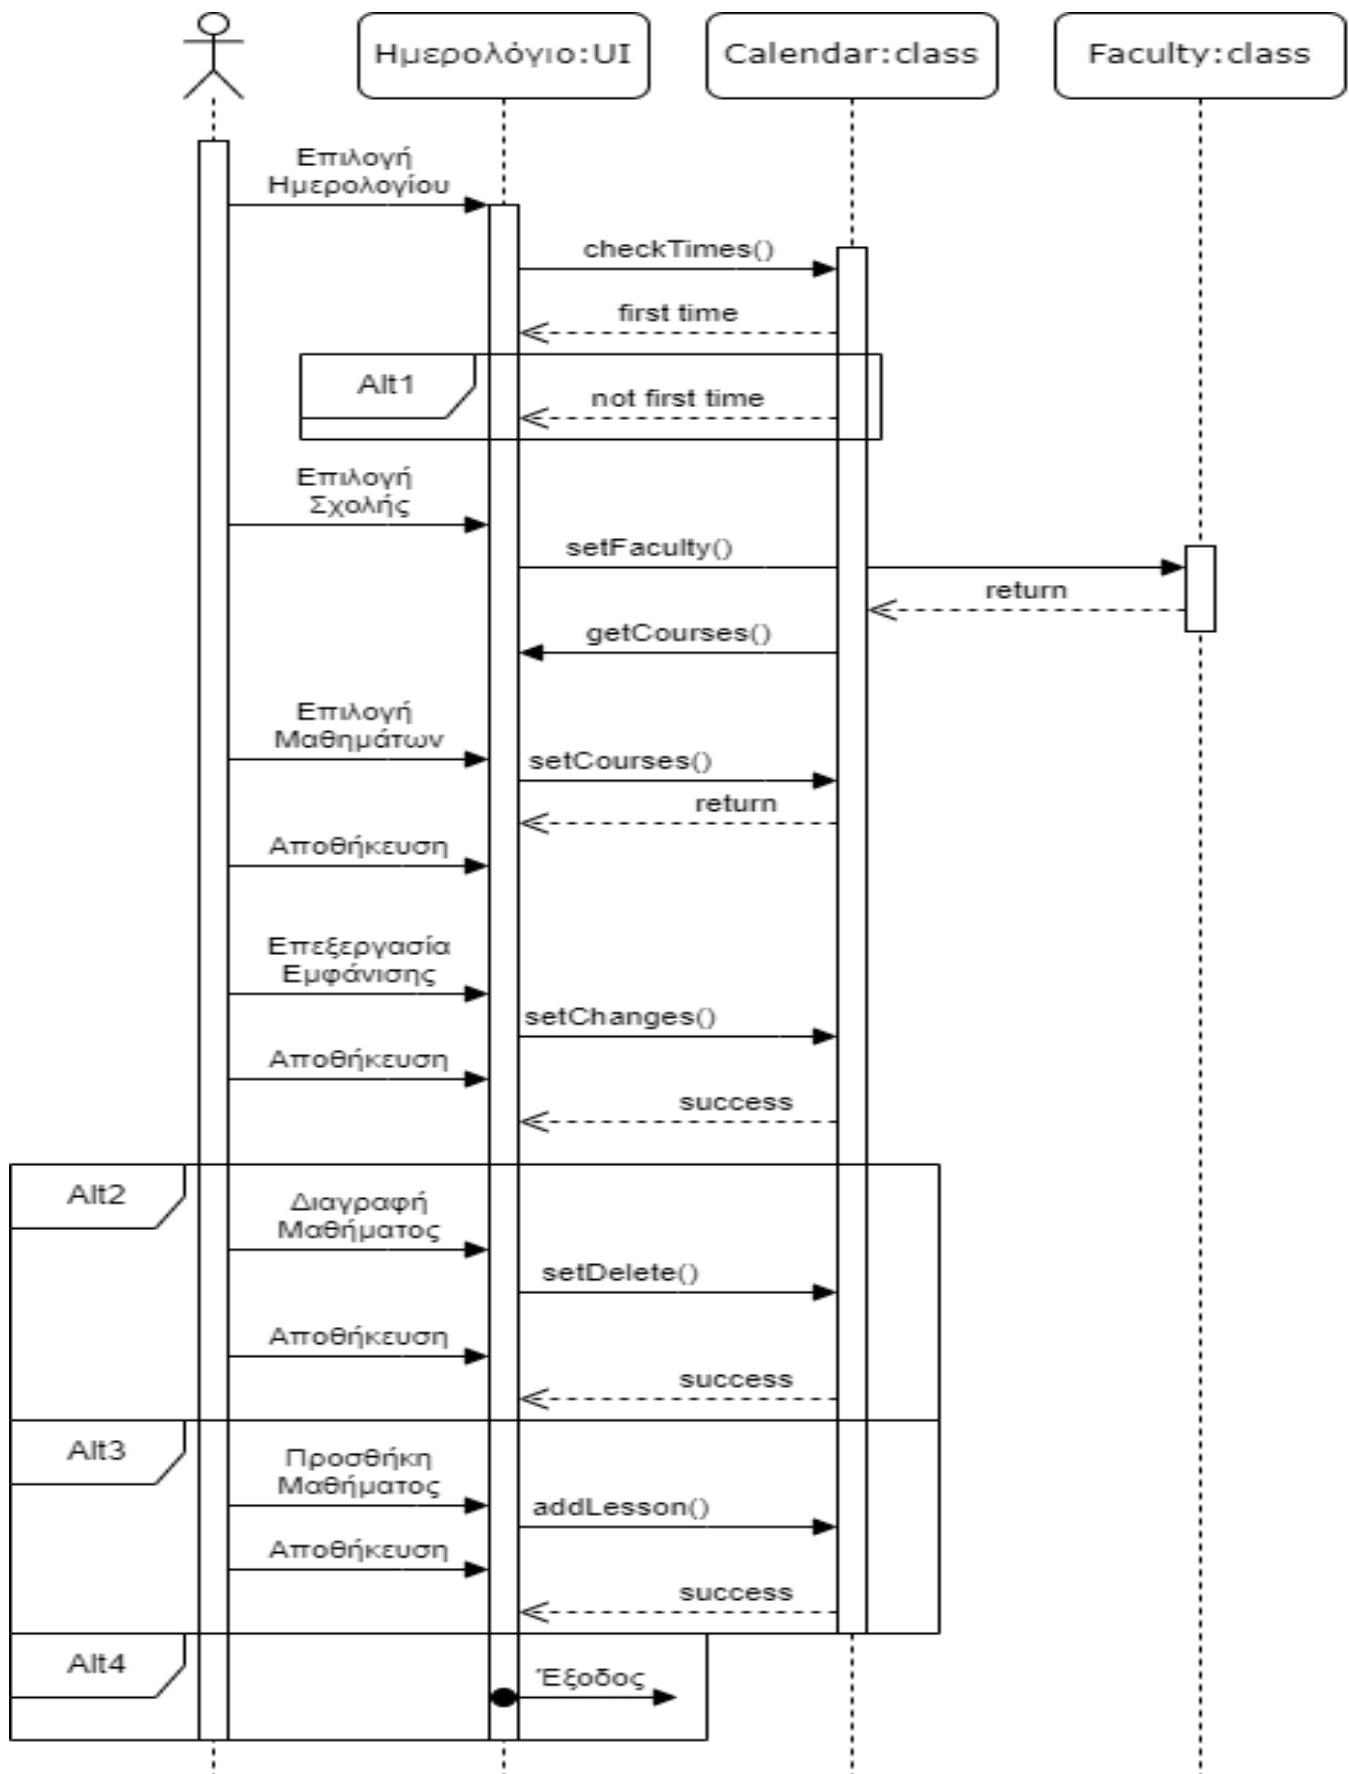 Ημερολόγιο:UI
Calendar:class
Faculty:class
Επιλογή
Ημερολογίου
checkTimes()
first time
Alt1
not first time
Επιλογή
Σχολής
setFaculty()
return
getCourses()
Επιλογή
Μαθημάτων
setCourses()
return
Αποθήκευση
Επεξεργασία
Εμφάνισης
setChanges()
Αποθήκευση
success
Alt2
Διαγραφή
Μαθήματος
setDelete()
Αποθήκευση
success
Alt3
Προσθήκη
Μαθήματος
addLesson()
Αποθήκευση
success
Alt4
Έξοδος